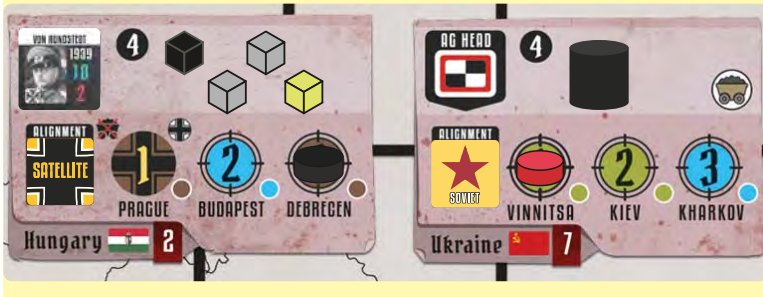 VON RUNDSTEDT
1939
10
2
4
ALIGNMENT
SATELLITE
1
2
PRAGUE
BUDAPEST
DEBRECEN
Hungary
2
AG HEAD
4
ALIGNMENT
SOVIET
2
3
VINNITSA
KIEV
KHARKOV
Ukraine
7